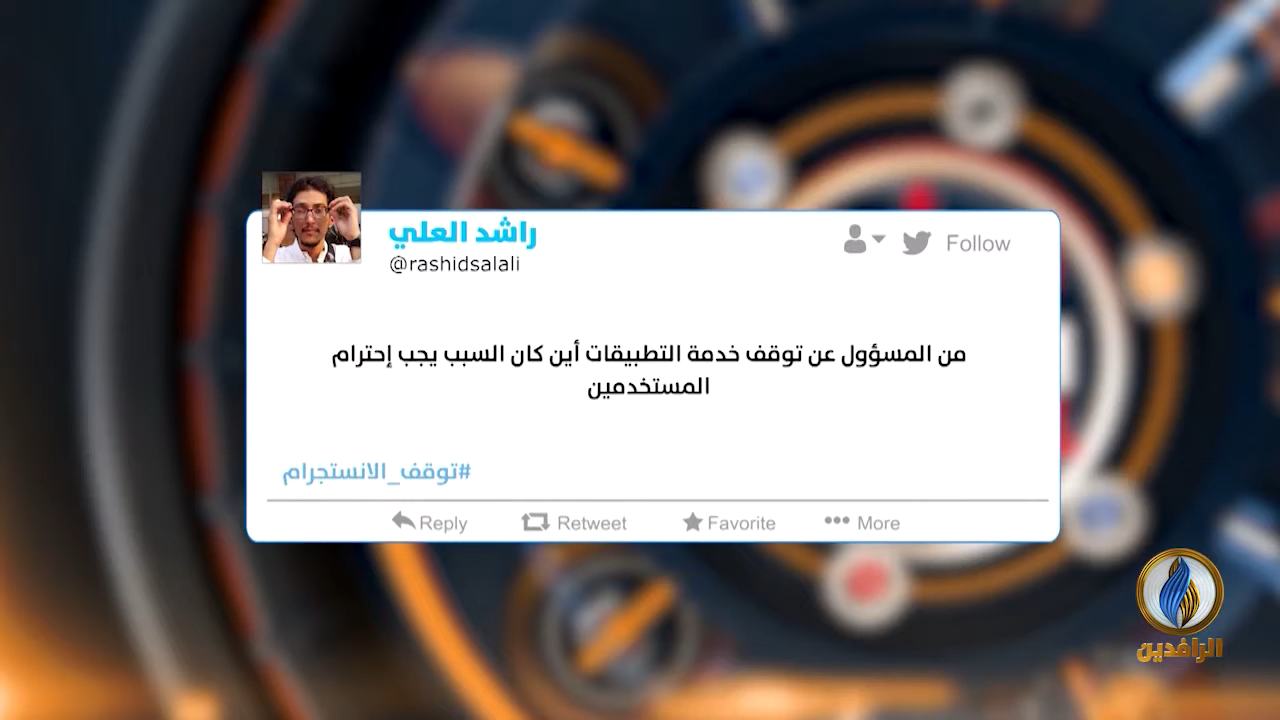 راشد العلي
@rashidsalali
Follow
من المسؤول عن توقف خدمة التطبيقات أين كان السبب يجب إحترام
المستخدمين
#توقف_الانستجرام
Reply
Retweet
Favorite
More
الرافدين